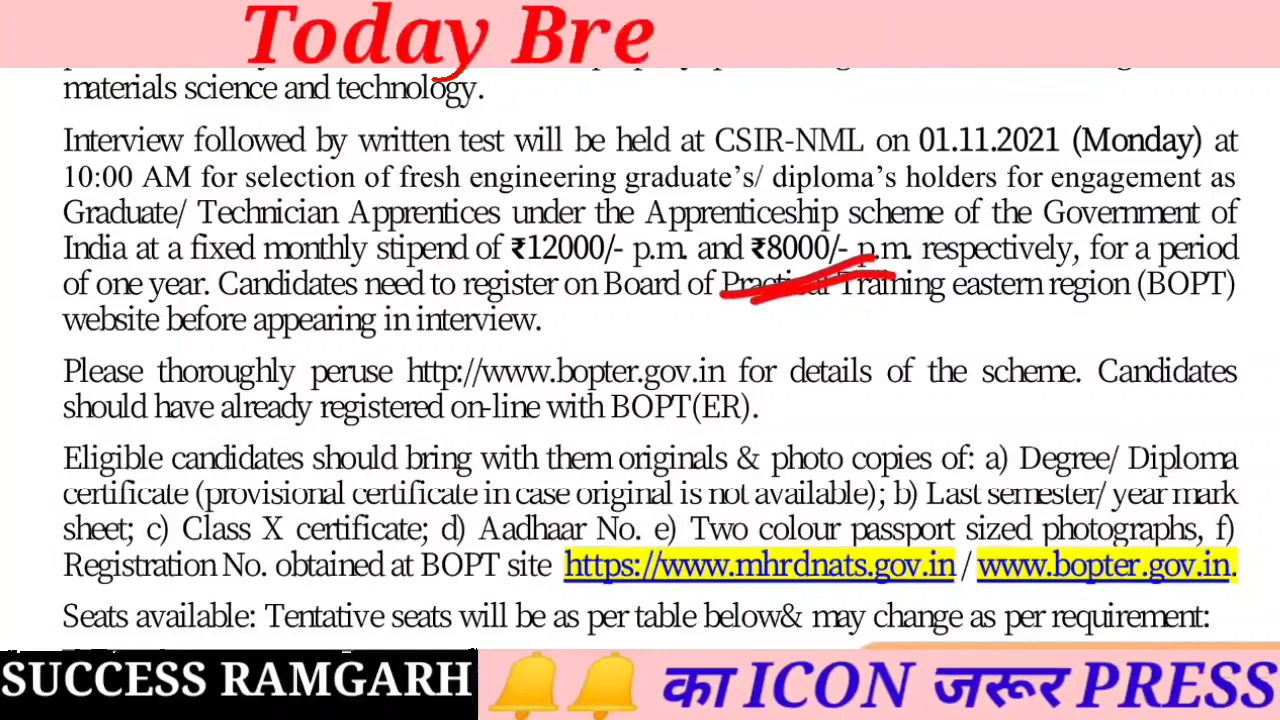 Today Bre
materials science and technology.
Interview followed by written test will be held at CSIR-NML on 01.11.2021 (Monday) at
10:00 AM for selection of fresh engineering graduate's/ diploma's holders for engagement as
Graduate/ Technician Apprentices under the Apprenticeship scheme of the Government of
India at a fixed monthly stipend of ₹12000/- p.m. and ₹8000/- p.m. respectively, for a period
of one year. Candidates need to register on Board of Practical Training eastern region (BOPT)
website before appearing in interview.
Please thoroughly peruse http://www.bopter.gov.in for details of the scheme. Candidates
should have already registered on-line with BOPT(ER).
Eligible candidates should bring with them originals & photo copies of: a) Degree/ Diploma
certificate (provisional certificate in case original is not available); b) Last semester/ year mark
sheet; c) Class X certificate; d) Aadhaar No. e) Two colour passport sized photographs, f)
Registration No. obtained at BOPT site https://www.mhrdnats.gov.in / www.bopter.gov.in.
Seats available: Tentative seats will be as per table below& may change as per requirement:
SUCCESS RAMGARH
का ICON जरूर PRESS